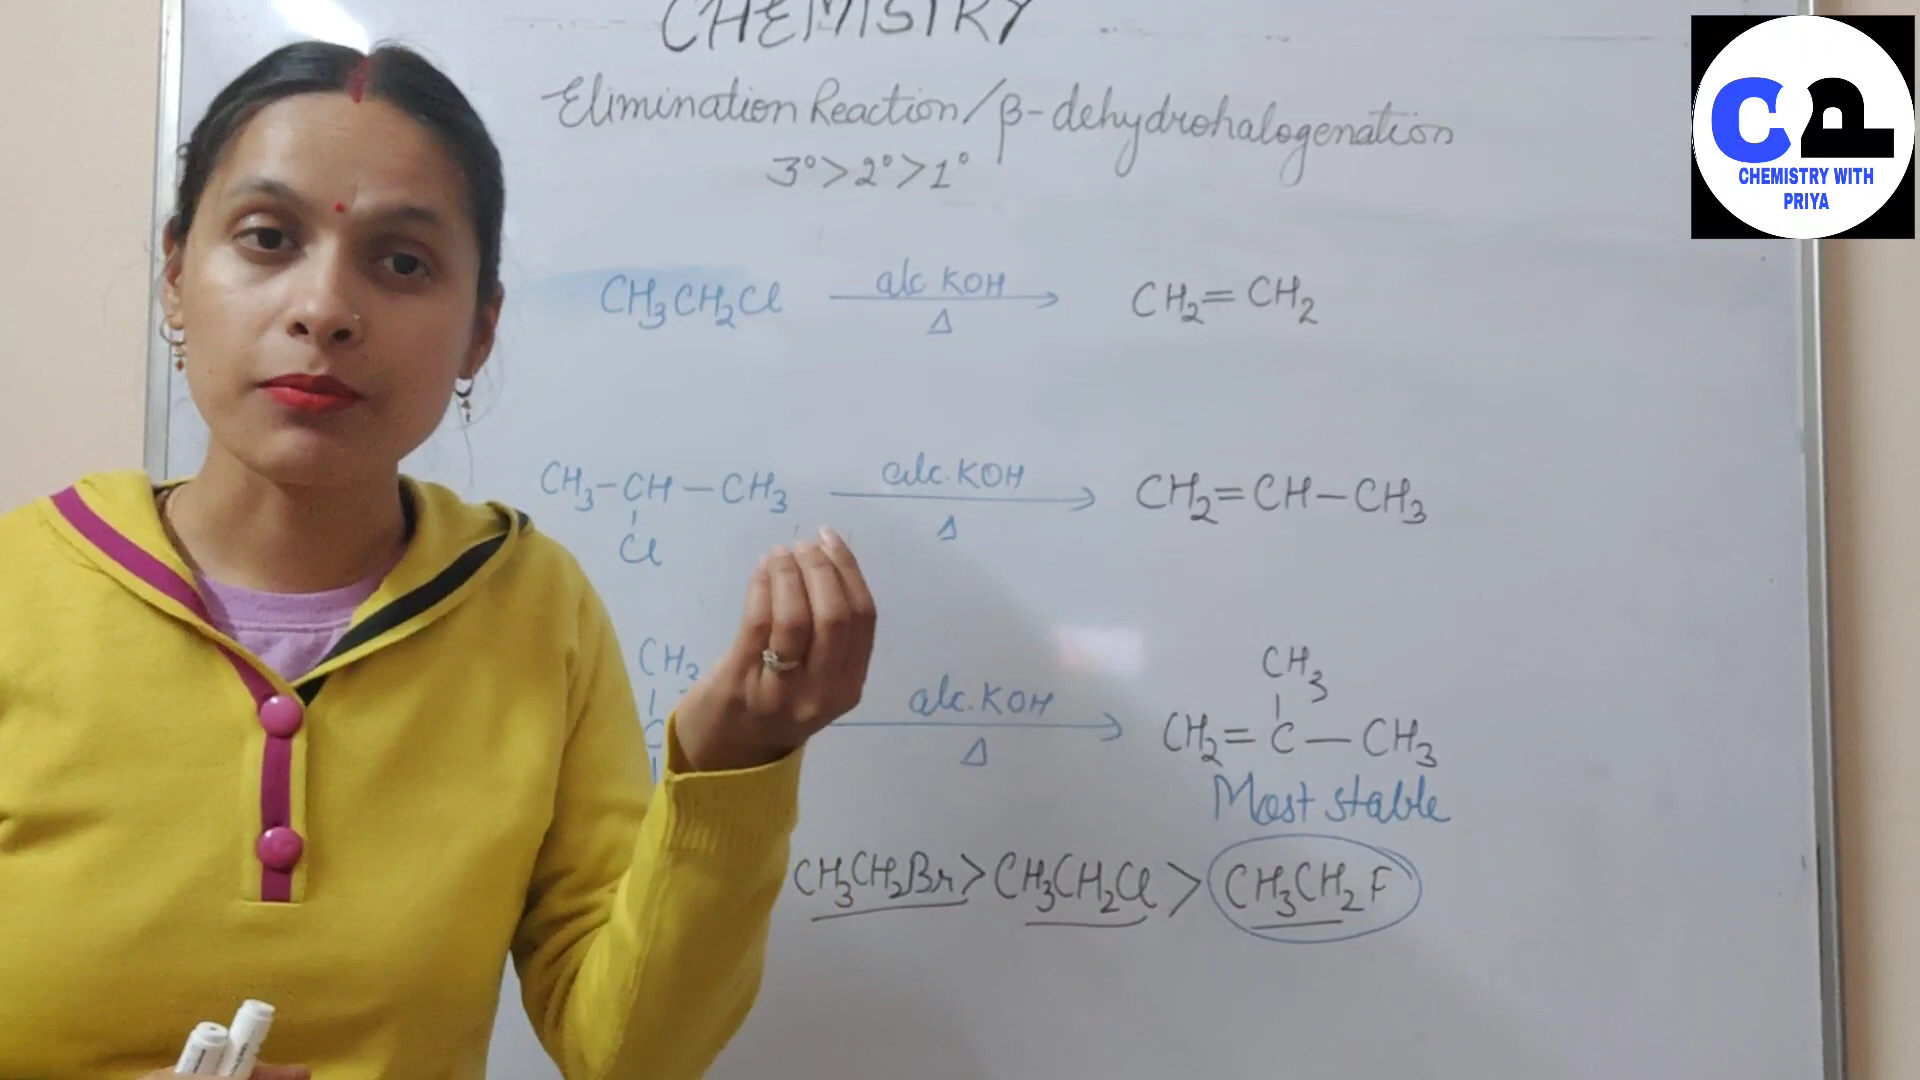 CHEMISTRY
CP
CHEMISTRY WITH
PRIYA
Elimination Reaction/β-dehydrohalogenation
3°>2°>1°
alc KOH
CH₃CH₂Cl ⟶ CH₂=CH₂
Δ
alc. KOH
CH₃-CH-CH₃ ⟶ CH₂=CH-CH₃
Cl Δ
CH₃
CH₃ alc. KOH
C ⟶ CH₂=C-CH₃
Δ
Most stable
CH₃CH₂Br>CH₃CH₂Cl>CH₃CH₂F